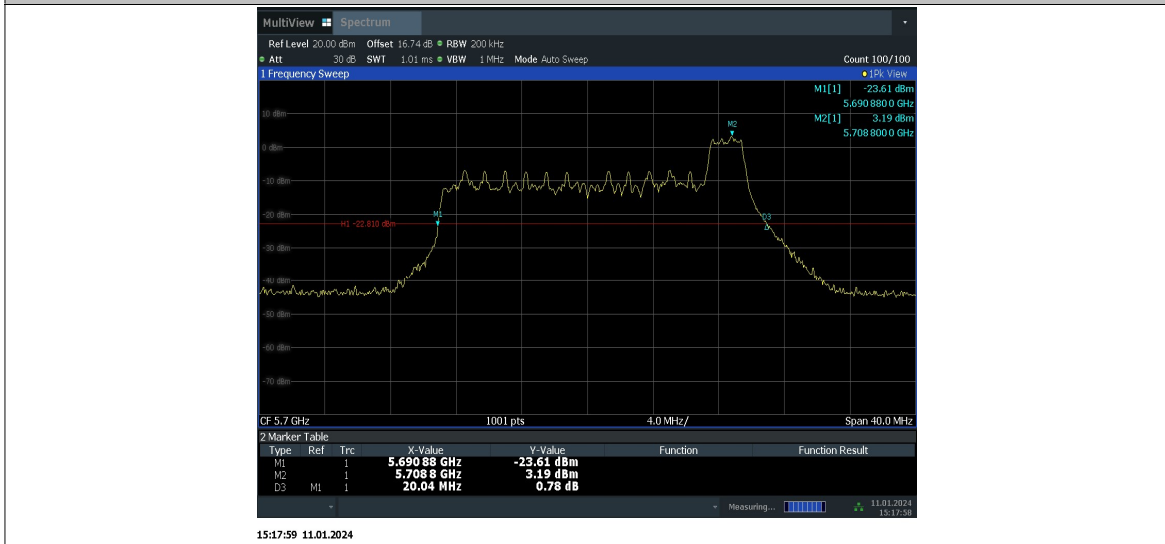 MultiView Spectrum
Ref Level 20.00 dBm Offset 16.74 dB RBW 200 kHz
Att 30 dB SWT 1.01 ms VBW 1 MHz Mode Auto Sweep Count 100/100
1 Frequency Sweep 1Pk View
M1[1] -23.61 dBm
5.690 880 0 GHz
M2[1] 3.19 dBm
5.708 800 0 GHz
10 dBm
M2
0 dBm
-10 dBm
-20 dBm
M1
D3
H1 -22.810 dBm
-30 dBm
-40 dBm
-50 dBm
-60 dBm
-70 dBm
CF 5.7 GHz 1001 pts 4.0 MHz/ Span 40.0 MHz
2 Marker Table
Type Ref Trc X-Value Y-Value Function Function Result
M1 1 5.690 88 GHz -23.61 dBm
M2 1 5.708 8 GHz 3.19 dBm
D3 M1 1 20.04 MHz 0.78 dB
Measuring... 11.01.2024
15:17:58
15:17:59 11.01.2024